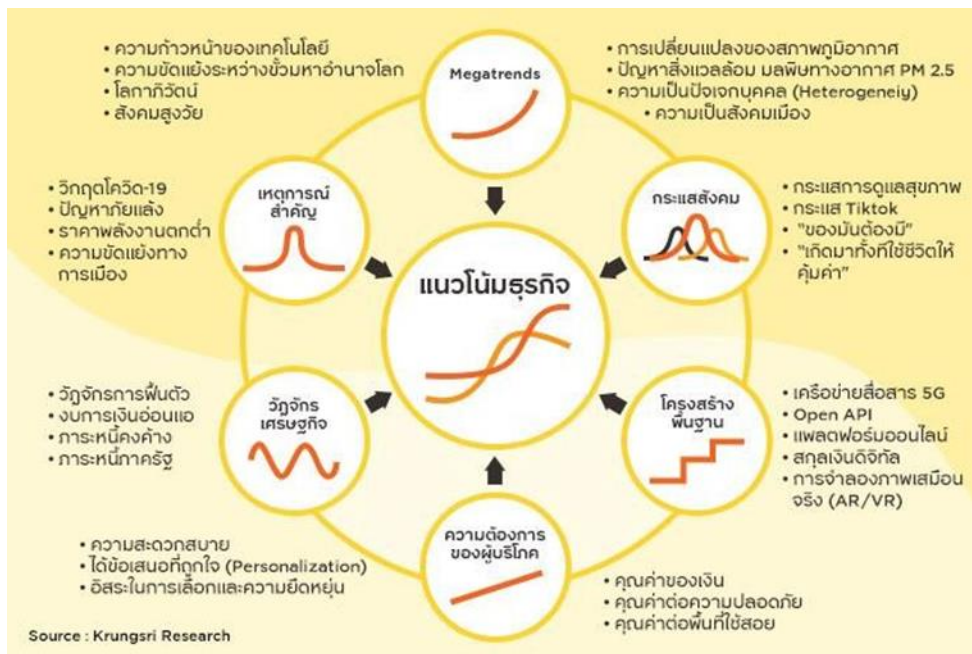 • ความก้าวหน้าของเทคโนโลยี
• ความขัดแย้งระหว่างขั้วมหาอำนาจโลก
• โลกาภิวัตน์
• สังคมสูงวัย
Megatrends
• การเปลี่ยนแปลงของสภาพภูมิอากาศ
• ปัญหาสิ่งแวลล้อม มลพิษทางอากาศ PM 2.5
• ความเป็นปัจเจกบุคคล (Heterogeneiy)
• ความเป็นสังคมเมือง
• วิกฤตโควิด-19
• ปัญหาภัยแล้ง
• ราคาพลังงานตกต่ำ
• ความขัดแย้งทาง
การเมือง
เหตุการณ์
สำคัญ
กระแสสังคม
• กระแสการดูแลสุขภาพ
• กระแส Tiktok
• “ของมันต้องมี”
• “เกิดมาทั้งทีใช้ชีวิตให้
คุ้มค่า”
แนวโน้มธุรกิจ
• วัฏจักรการฟื้นตัว
• งบการเงินอ่อนแอ
• ภาระหนี้คงค้าง
• ภาระหนี้ภาครัฐ
วัฏจักร
เศรษฐกิจ
โครงสร้าง
พื้นฐาน
• เครือข่ายสื่อสาร 5G
• Open API
• แพลตฟอร์มออนไลน์
• สกุลเงินดิจิทัล
• การจำลองภาพเสมือน
จริง (AR/VR)
• ความสะดวกสบาย
• ได้ข้อเสนอที่ถูกใจ (Personalization)
• อิสระในการเลือกและความยืดหยุ่น
ความต้องการ
ของผู้บริโภค
• คุณค่าของเงิน
• คุณค่าต่อความปลอดภัย
• คุณค่าต่อพื้นที่ใช้สอย
Source : Krungsri Research